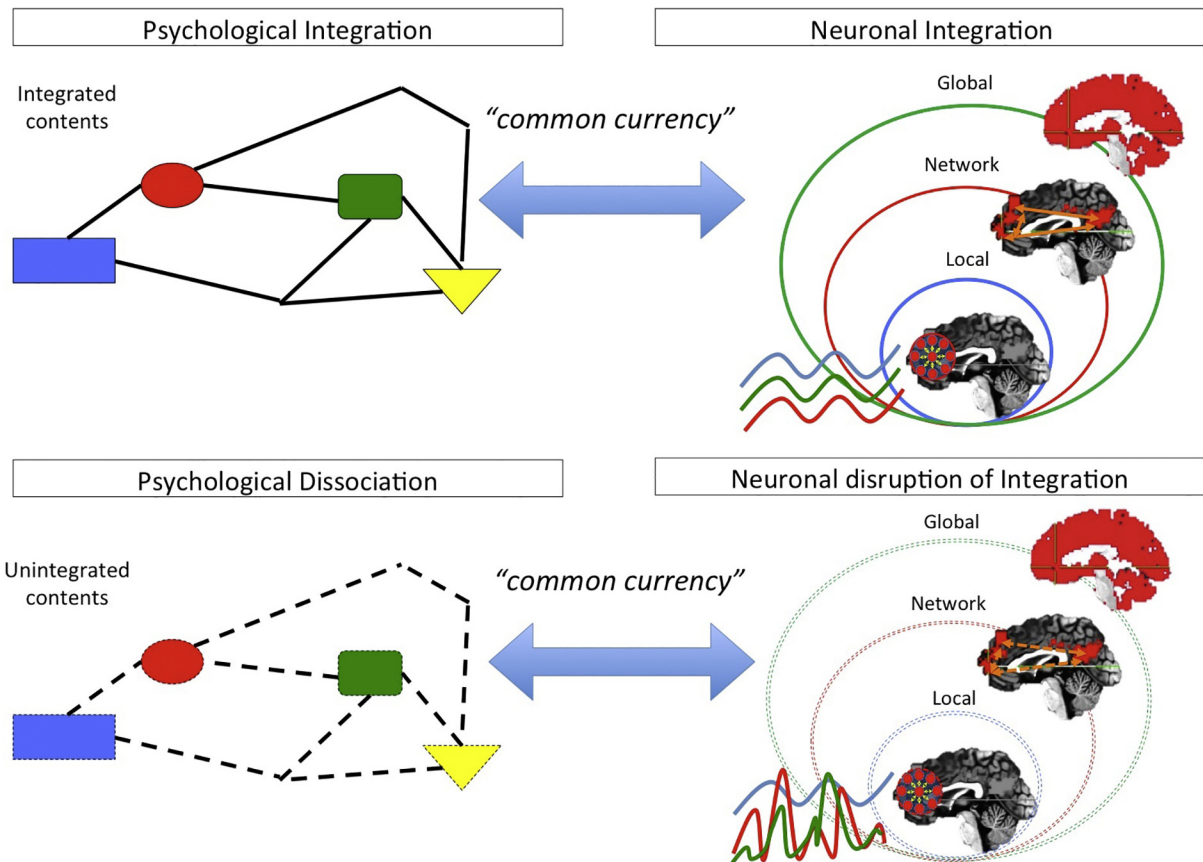 Psychological Integration
Neuronal Integration
Integrated
contents
"common currency"
Global
Network
Local
Psychological Dissociation
Neuronal disruption of Integration
Unintegrated
contents
"common currency"
Global
Network
Local